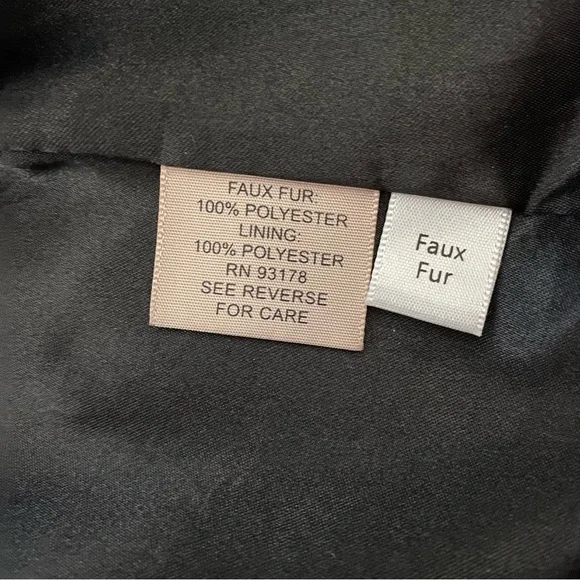 FAUX FUR:
100% POLYESTER
LINING:
100% POLYESTER
RN 93178
SEE REVERSE
FOR CARE
Faux
Fur